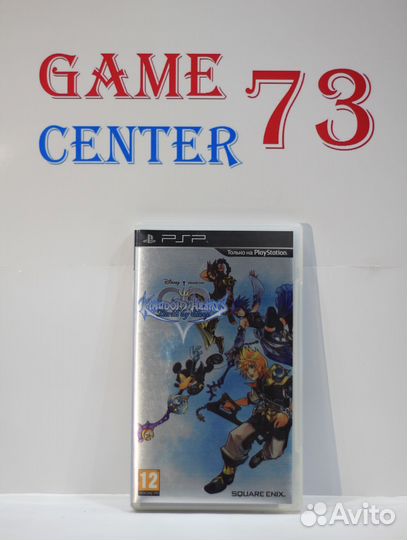 GAME
CENTER 73
PSP
Только на PlayStation
Disney
KINGDOM HEARTS
Birth by Sleep
12
SQUARE ENIX.
Avito